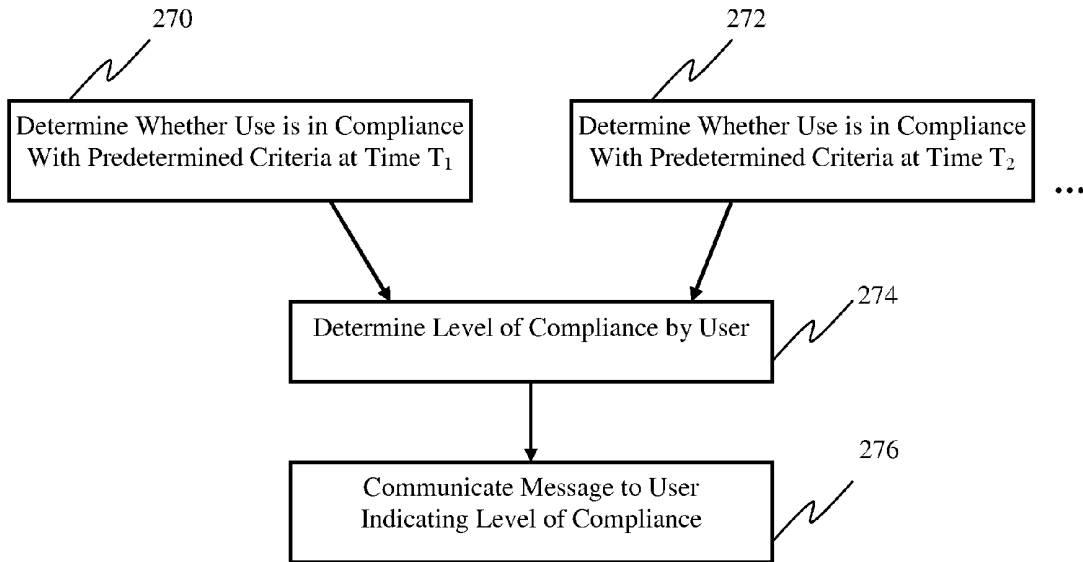 270
272
Determine Whether Use is in Compliance
With Predetermined Criteria at Time T₁
Determine Whether Use is in Compliance
With Predetermined Criteria at Time T₂
...
274
Determine Level of Compliance by User
276
Communicate Message to User
Indicating Level of Compliance